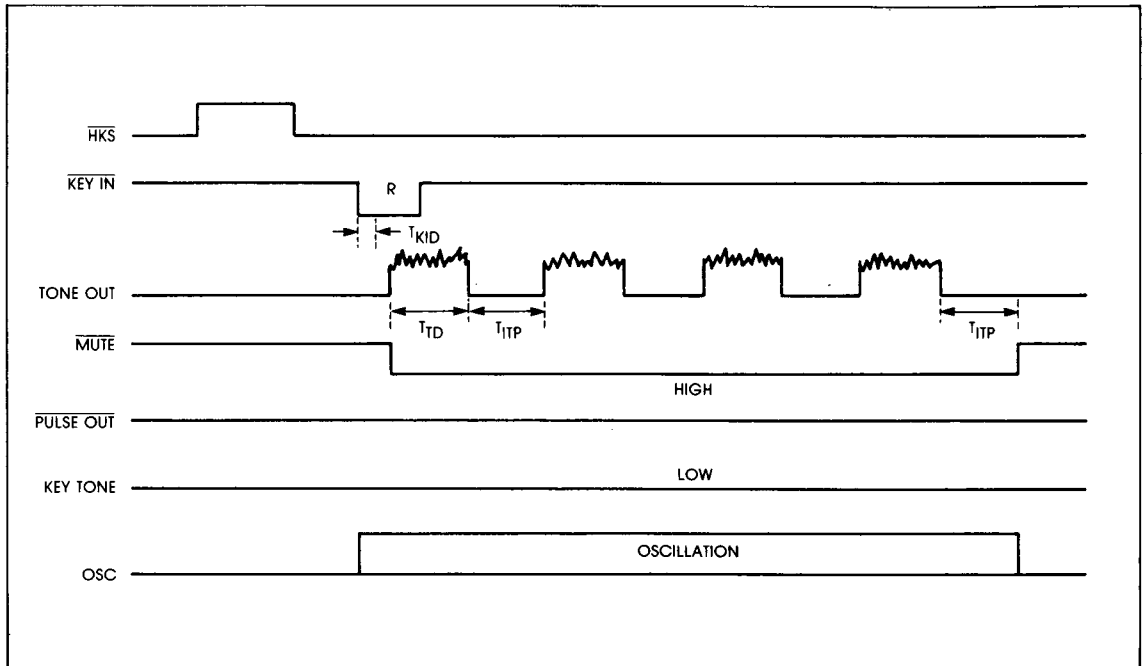 HKS
KEY IN
R
TKID
TONE OUT
TTD TITP TITP
MUTE
HIGH
PULSE OUT
LOW
KEY TONE
OSCILLATION
OSC